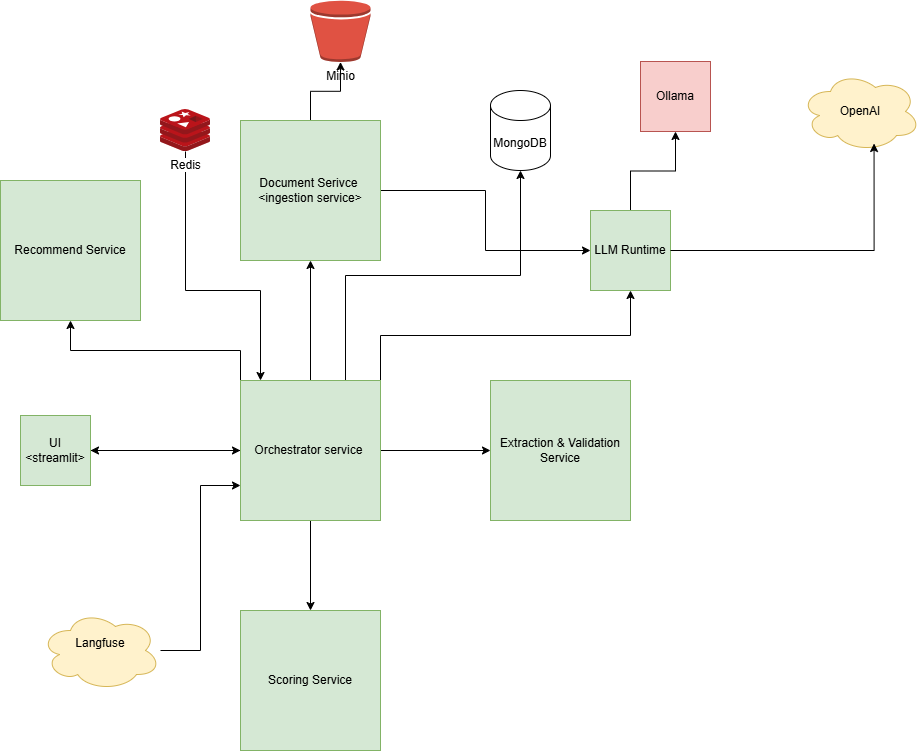 Minio
Redis
MongoDB
Ollama
OpenAI
Document Serivce
<ingestion service>
Recommend Service
LLM Runtime
UI
<streamlit>
Orchestrator service
Extraction & Validation
Service
Langfuse
Scoring Service